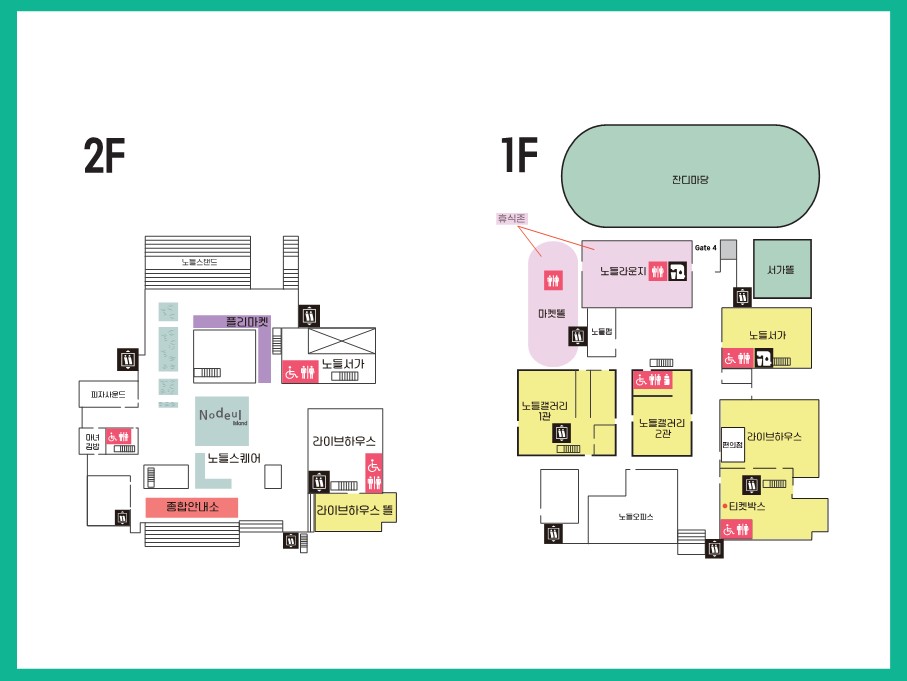 2F
노들스탠드
플리마켓
노들서가
피자사운드
마녀
김밥
Nodeul
Island
노들스퀘어
라이브하우스
라이브하우스 뜰
종합안내소
1F
잔디마당
휴식존
Gate 4
노들라운지
서가뜰
마켓뜰
노들컵
노들서가
노들갤러리
1관
노들갤러리
2관
라이브하우스
편의점
티켓박스
노들오피스